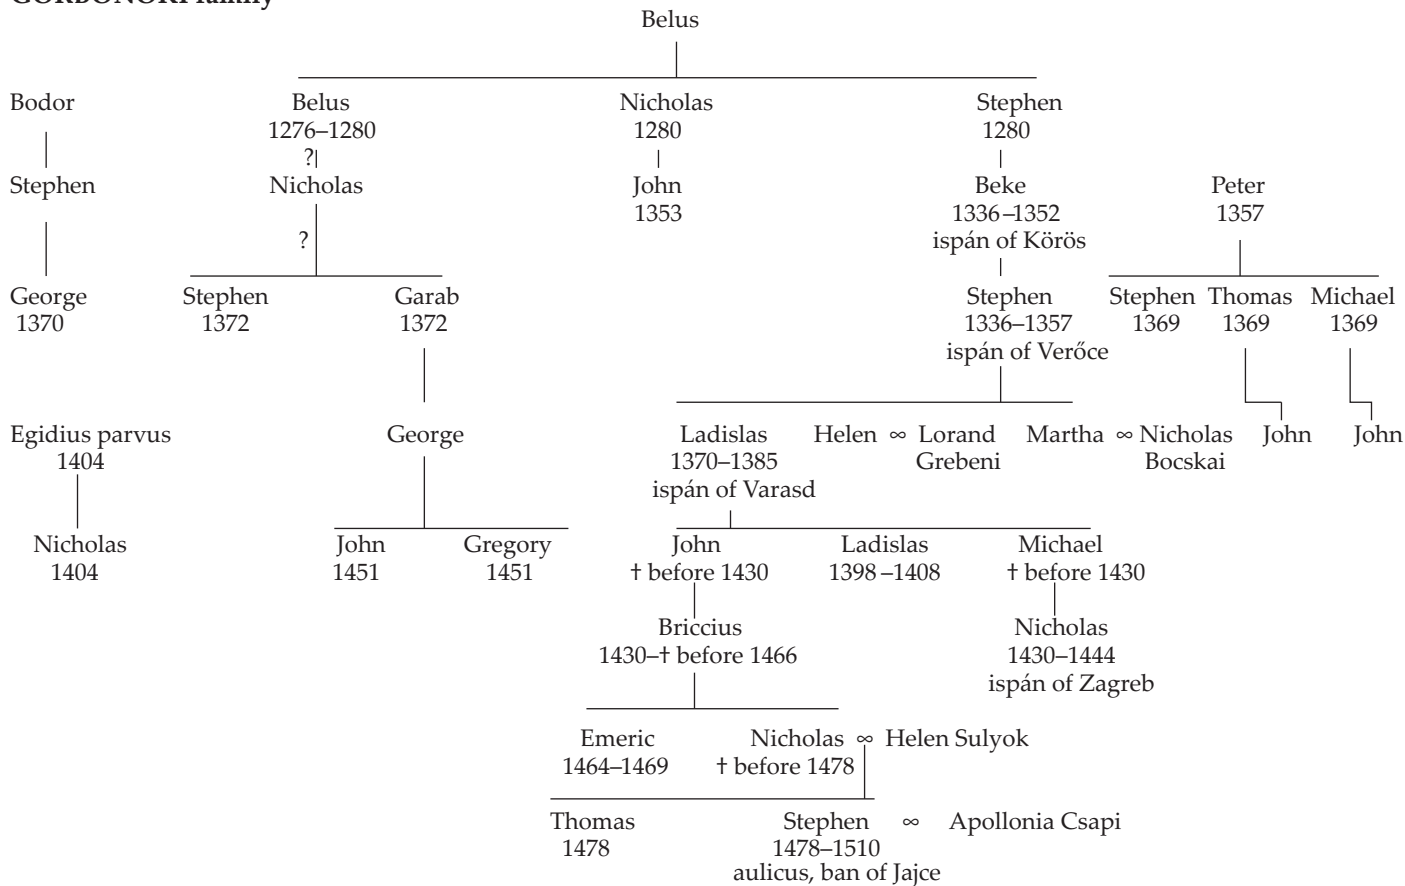 GORBONOKI family
Belus
Bodor Belus Nicholas Stephen
1276–1280 1280 1280
?
Stephen Nicholas John Beke Peter
1353 1336–1352 1357
? ispán of Körös
George Stephen Garab Stephen Stephen Thomas Michael
1370 1372 1372 1336–1357 1369 1369 1369
ispán of Verőce
Egidius parvus George Ladislas Helen ∞ Lorand Martha ∞ Nicholas John John
1404 1370–1385 Grebeni Bocskai
ispán of Varasd
Nicholas John Gregory John Ladislas Michael
1404 1451 1451 † before 1430 1398–1408 † before 1430
Briccius Nicholas
1430–† before 1466 1430–1444
ispán of Zagreb
Emeric Nicholas ∞ Helen Sulyok
1464–1469 † before 1478
Thomas Stephen ∞ Apollonia Csapi
1478 1478–1510
aulicus, ban of Jajce